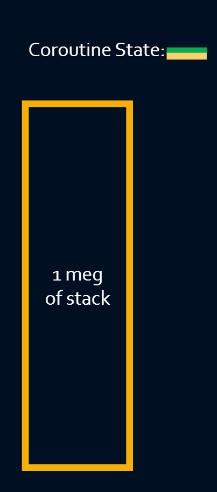 Coroutine State:
1 meg
of stack